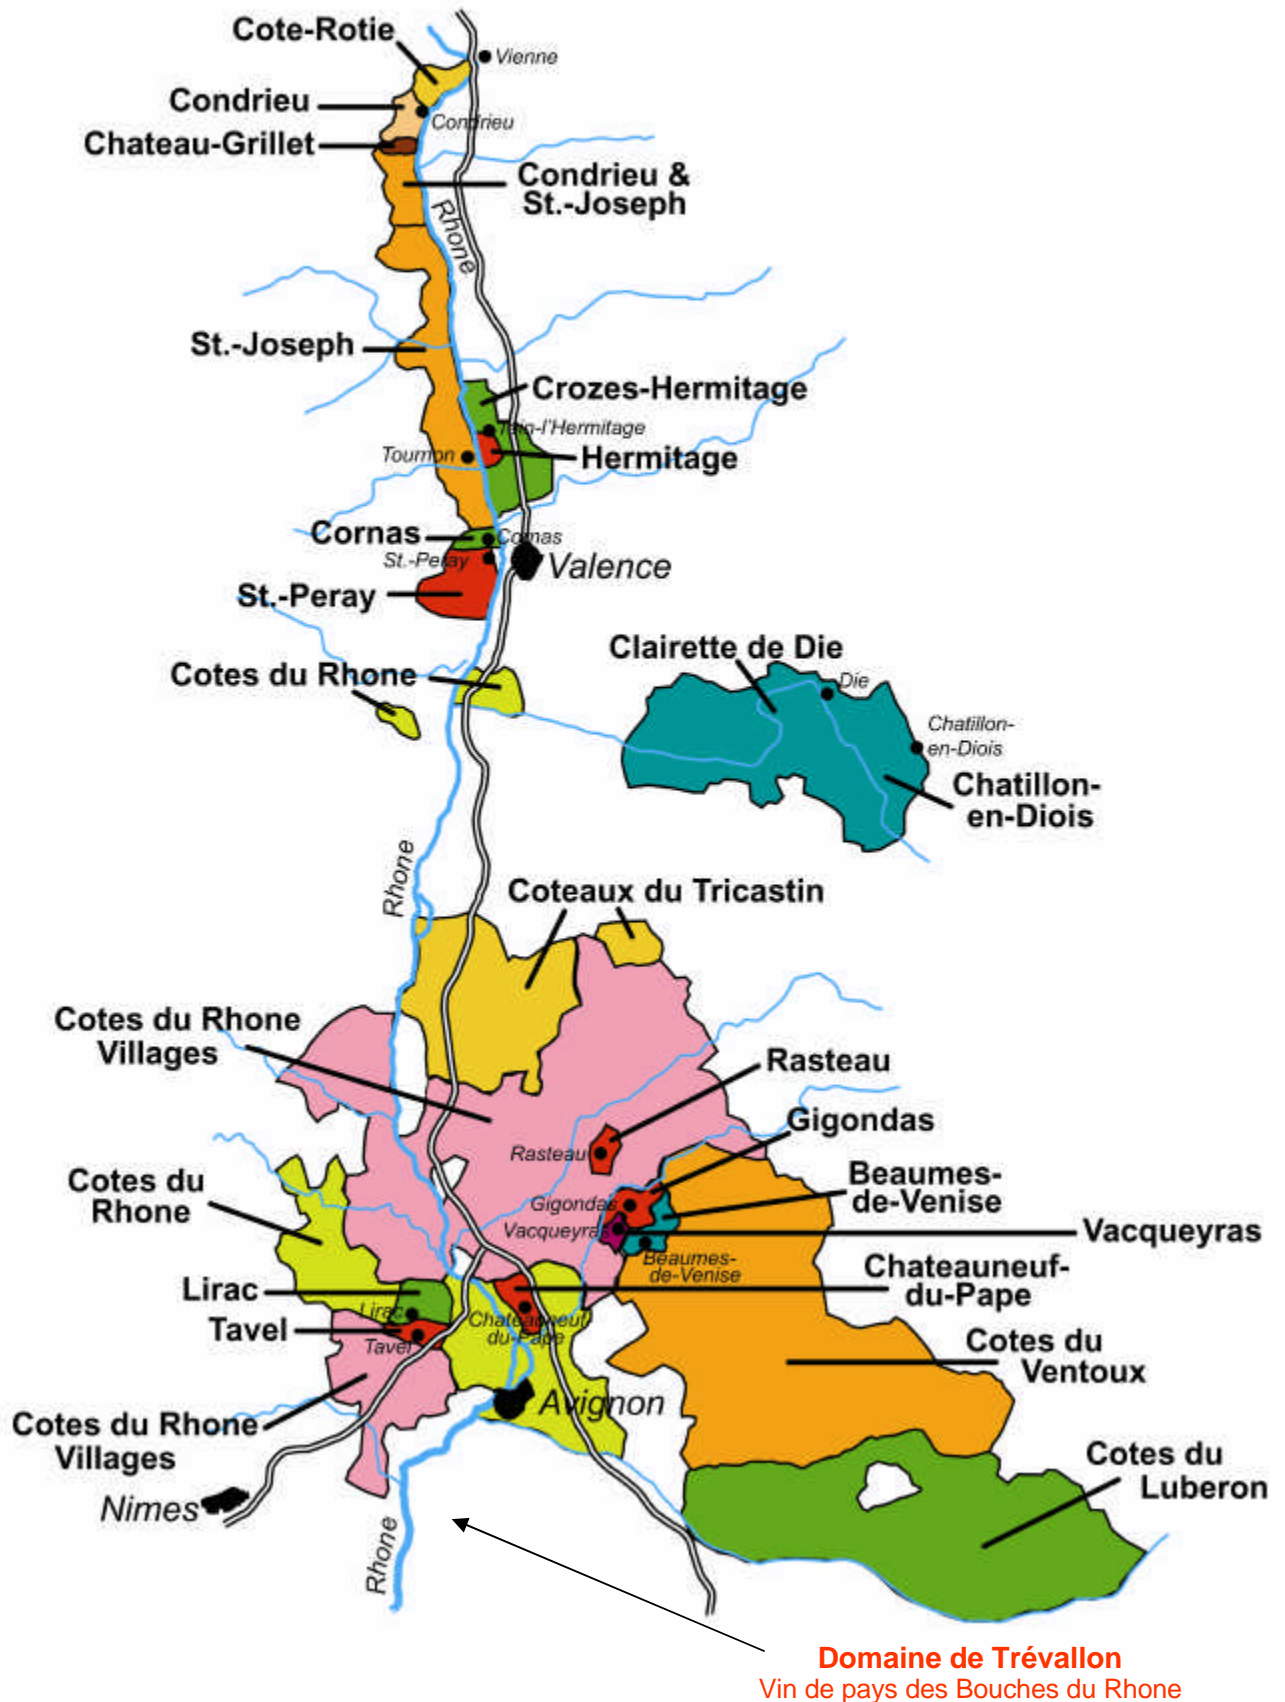 Cote-Rotie
Vienne
Condrieu
Condrieu
Chateau-Grillet
Condrieu &
St.-Joseph
Rhone
St.-Joseph
Crozes-Hermitage
Tain-l'Hermitage
Tournon
Hermitage
Cornas
Cornas
St.-Peray
Valence
St.-Peray
Clairette de Die
Cotes du Rhone
Die
Chatillon-
en-Diois
Chatillon-
en-Diois
Rhone
Coteaux du Tricastin
Cotes du Rhone
Villages
Rasteau
Gigondas
Rasteau
Cotes du
Rhone
Beaumes-
de-Venise
Gigondas
Vacqueyras
Vacqueyras
Beaumes-
de-Venise
Chateauneuf-
du-Pape
Lirac
Lirac
Chateauneuf-
du-Pape
Tavel
Tavel
Cotes du
Ventoux
Avignon
Cotes du Rhone
Villages
Cotes du
Luberon
Nimes
Rhone
Domaine de Trévallon
Vin de pays des Bouches du Rhone